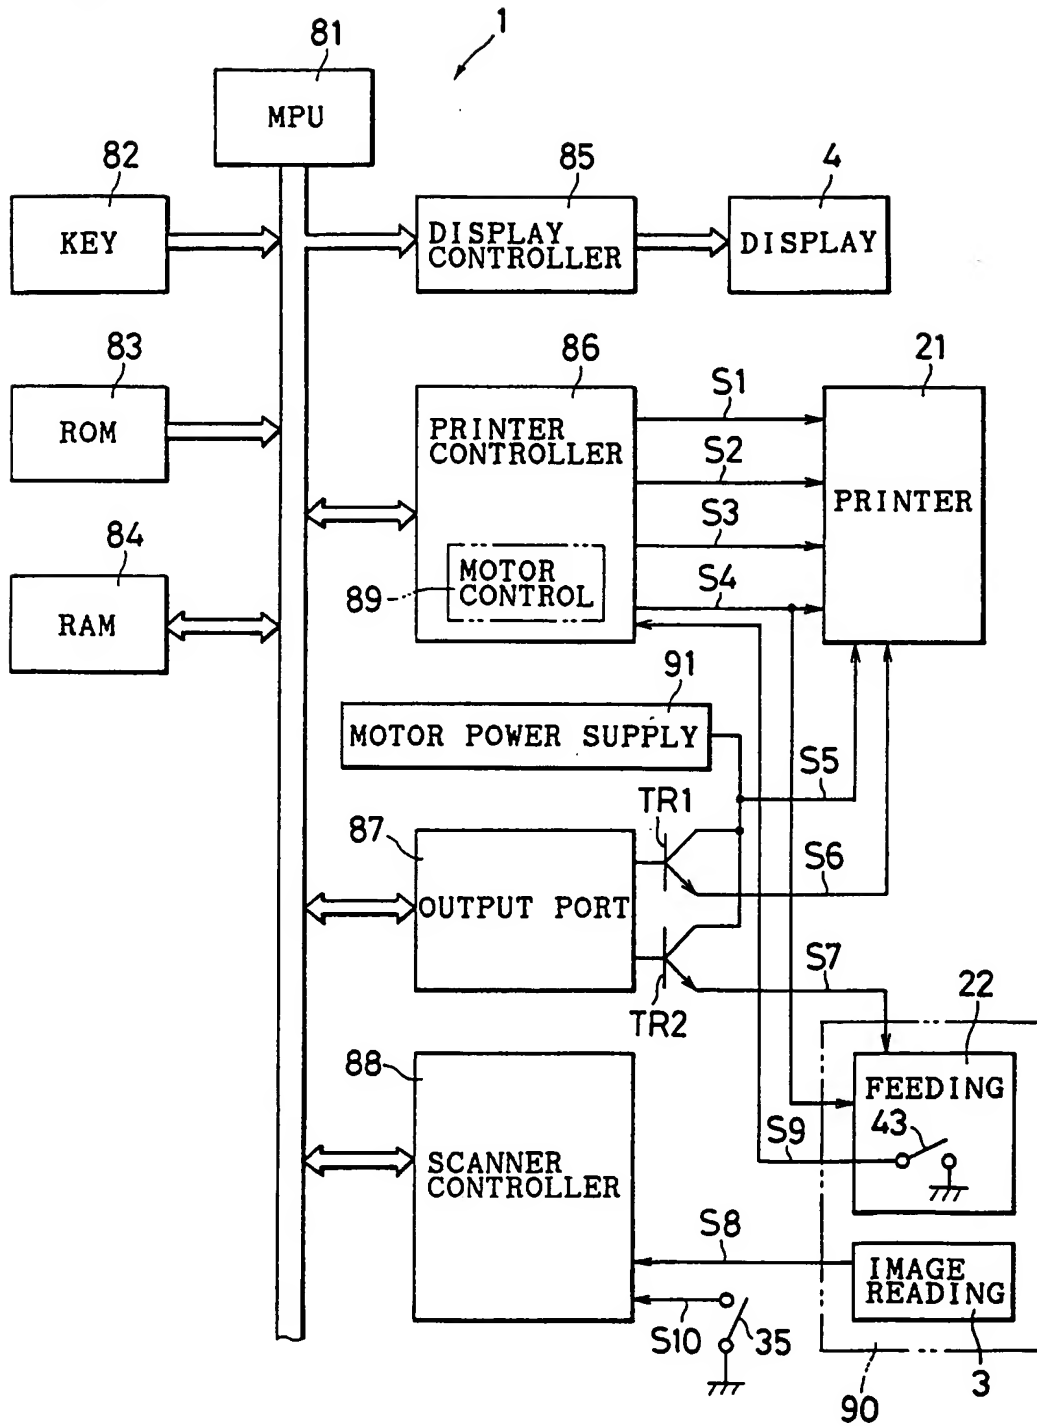 1
81
MPU
82
KEY
85
DISPLAY
CONTROLLER
4
DISPLAY
83
ROM
86
PRINTER
CONTROLLER
S1
S2
S3
S4
21
PRINTER
84
RAM
89
MOTOR
CONTROL
91
MOTOR POWER SUPPLY
S5
TR1
87
OUTPUT PORT
S6
TR2
S7
22
FEEDING
43
S9
88
SCANNER
CONTROLLER
S8
IMAGE
READING
S10
35
3
90